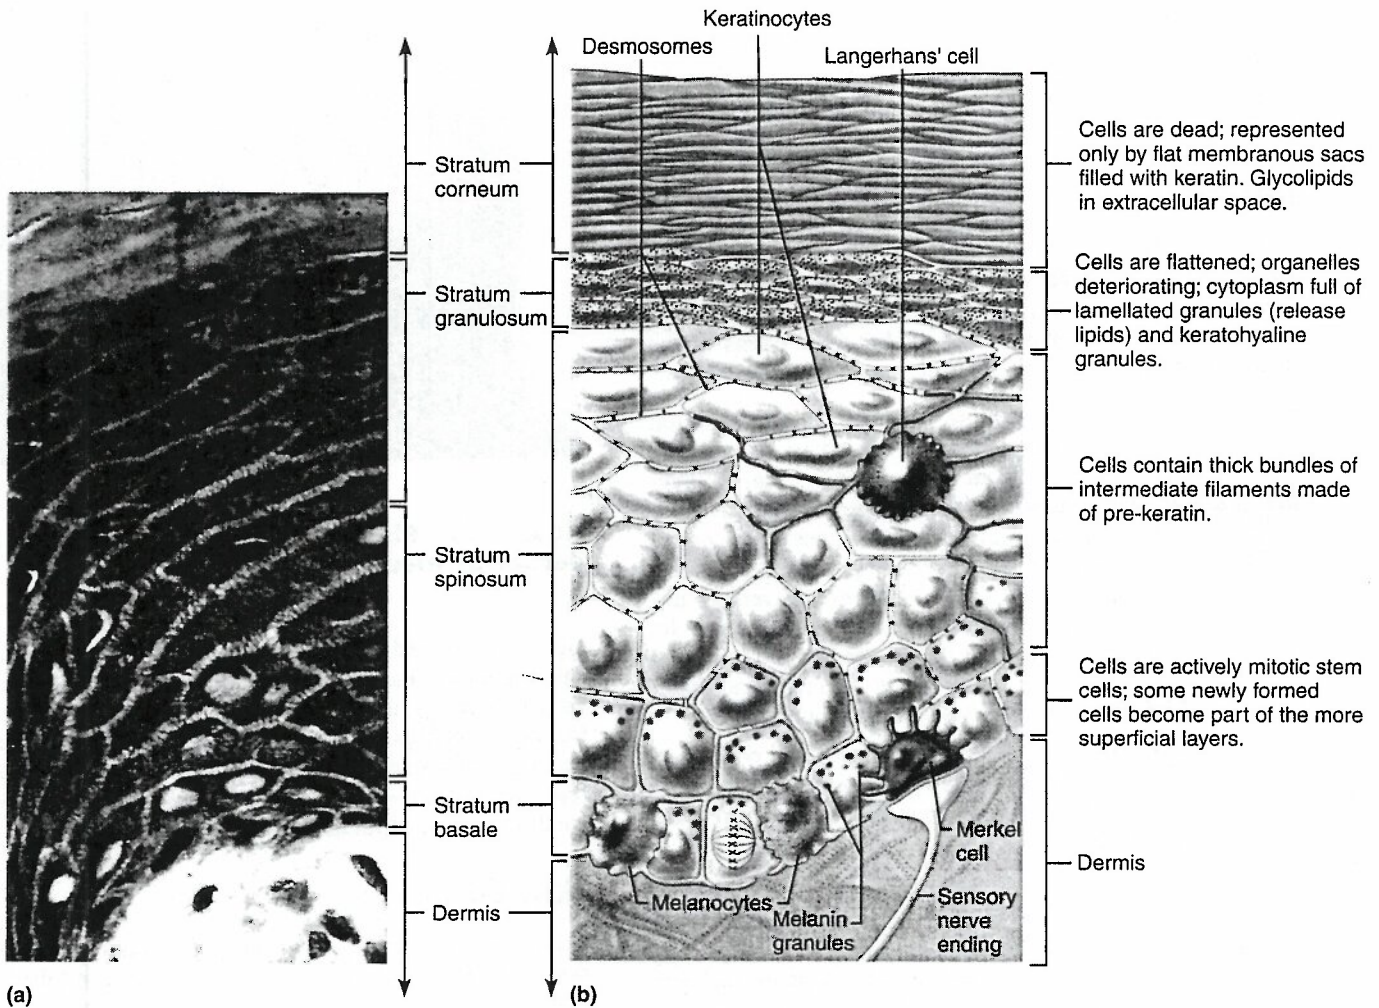 Keratinocytes
Desmosomes
Langerhans' cell
Stratum
corneum
Stratum
granulosum
Stratum
spinosum
Stratum
basale
Dermis
Cells are dead; represented
only by flat membranous sacs
filled with keratin. Glycolipids
in extracellular space.
Cells are flattened; organelles
deteriorating; cytoplasm full of
lamellated granules (release
lipids) and keratohyaline
granules.
Cells contain thick bundles of
intermediate filaments made
of pre-keratin.
Cells are actively mitotic stem
cells; some newly formed
cells become part of the more
superficial layers.
Merkel
cell
Dermis
Melanocytes
Melanin
granules
Sensory
nerve
ending
(a)
(b)